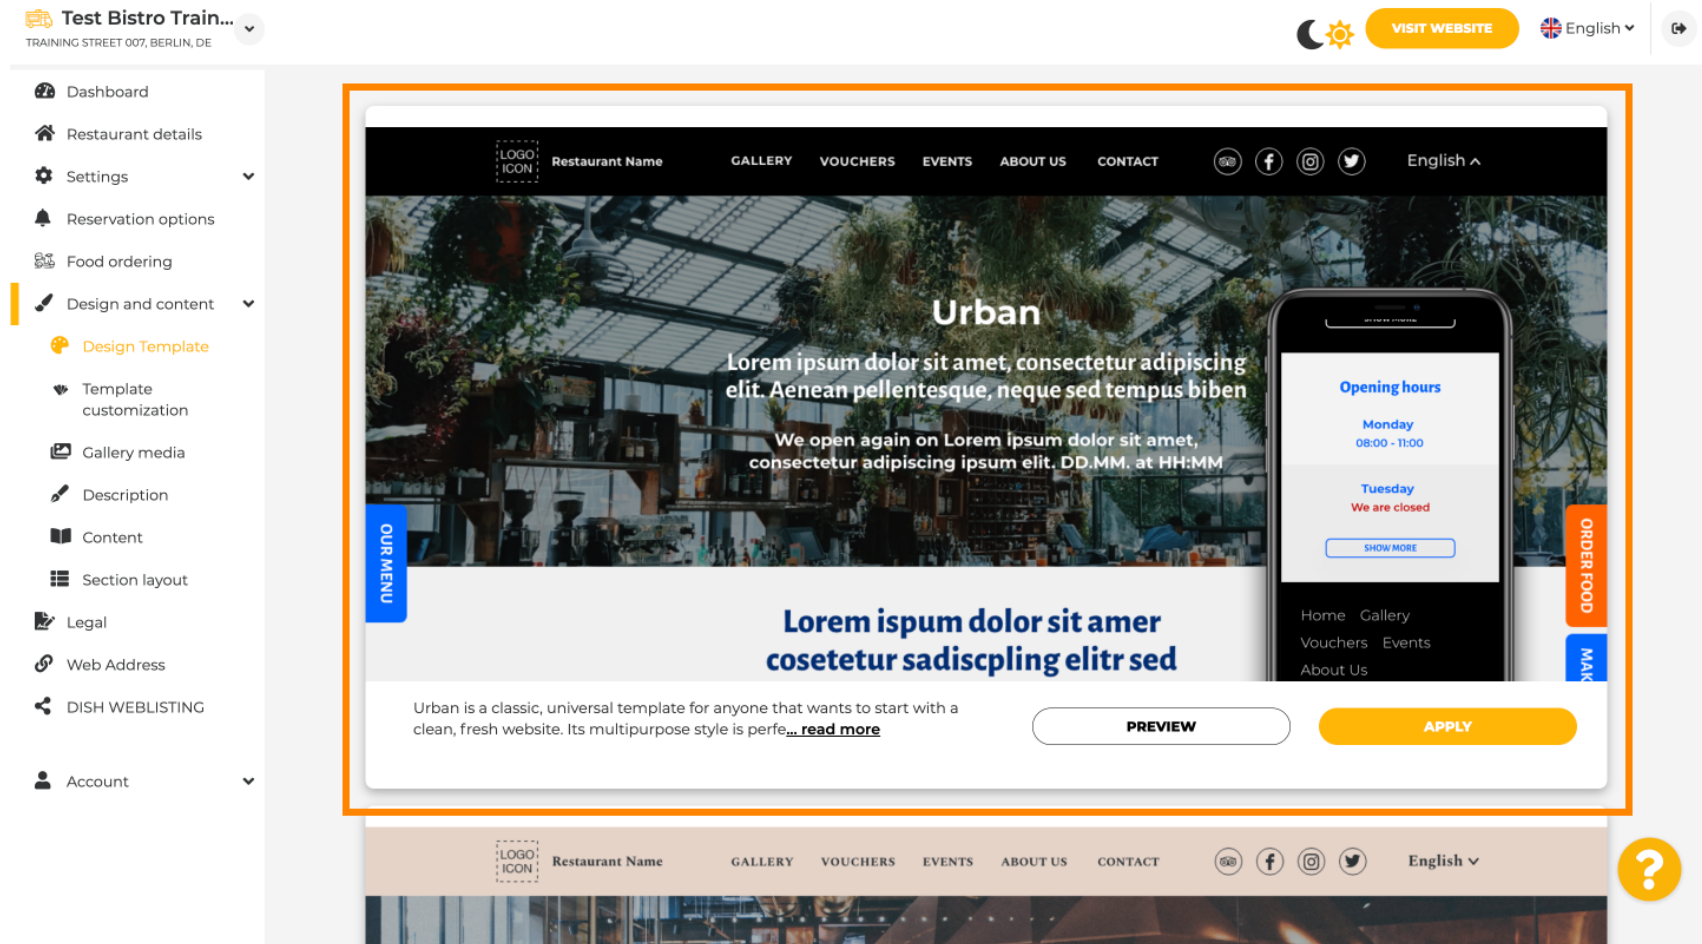 Test Bistro Train...
TRAINING STREET 007, BERLIN, DE
VISIT WEBSITE
English
Dashboard
Restaurant details
Settings
Reservation options
Food ordering
Design and content
Design Template
Template
customization
Gallery media
Description
Content
Section layout
Legal
Web Address
DISH WEBLISTING
Account
LOGO
ICON
Restaurant Name
GALLERY
VOUCHERS
EVENTS
ABOUT US
CONTACT
English
Urban
Lorem ipsum dolor sit amet, consectetur adipiscing
elit. Aenean pellentesque, neque sed tempus biben
We open again on Lorem ipsum dolor sit amet,
consectetur adipiscing ipsum elit. DD.MM. at HH:MM
OUR MENU
SHOW MORE
Opening hours
Monday
08:00 - 11:00
Tuesday
We are closed
SHOW MORE
Home Gallery
Vouchers Events
About Us
ORDER FOOD
MAK
Lorem ispum dolor sit amer
cosetetur sadiscpling elitr sed
Urban is a classic, universal template for anyone that wants to start with a
clean, fresh website. Its multipurpose style is perfe... read more
PREVIEW
APPLY
LOGO
ICON
Restaurant Name
GALLERY
VOUCHERS
EVENTS
ABOUT US
CONTACT
English
?